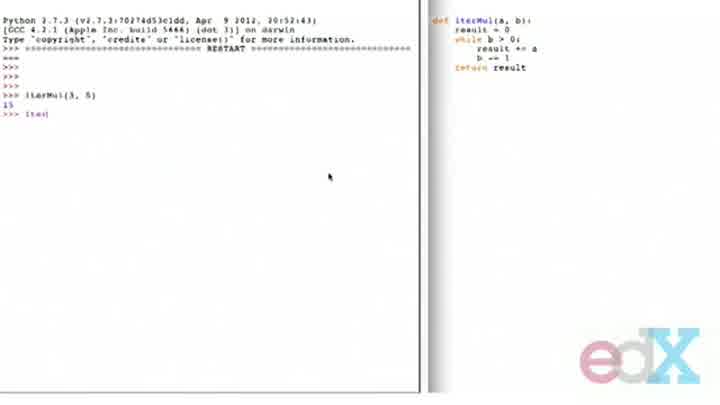 Python 2.7.3 (v2.7.3:70274d53c1dd, Apr  9 2012, 20:52:43)
[GCC 4.2.1 (Apple Inc. build 5666) (dot 3)] on darwin
Type "copyright", "credits" or "license()" for more information.
>>> ================================ RESTART ================================
===
>>>
>>>
>>>
>>> iterMul(3, 5)
15
>>> iter
def iterMul(a, b):
    result = 0
    while b > 0:
        result += a
        b -= 1
    return result
edX